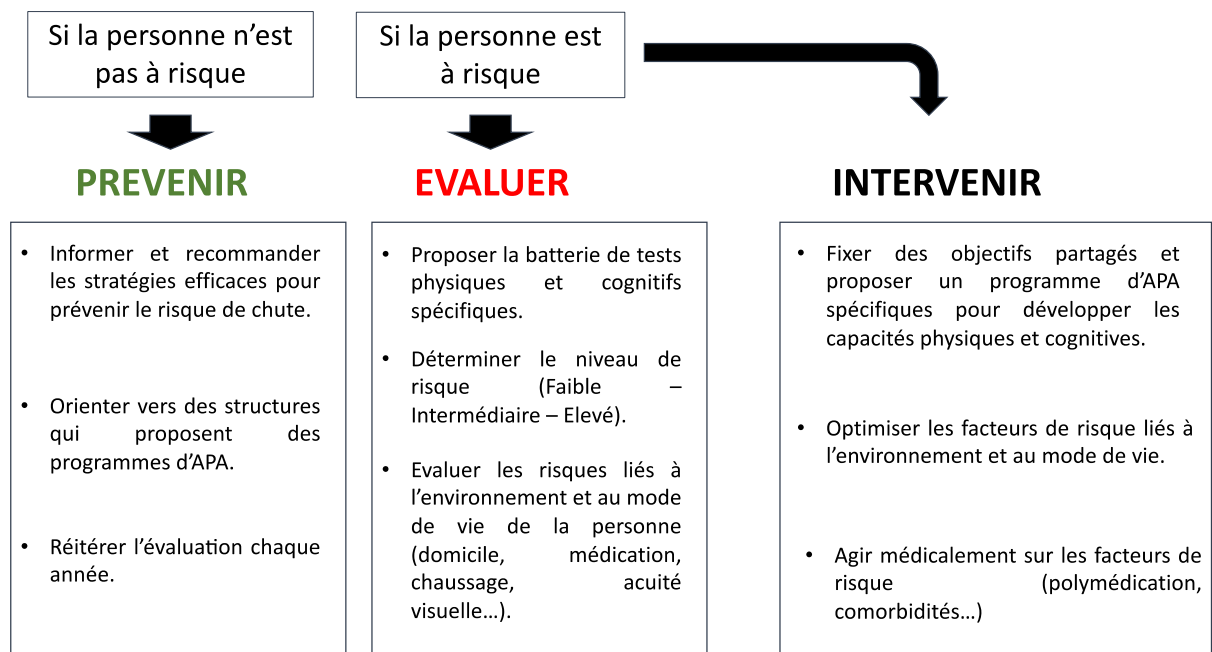 Si la personne n’est
pas à risque
Si la personne est
à risque
PREVENIR
• Informer et recommander
les stratégies efficaces pour
prévenir le risque de chute.
• Orienter vers des structures
qui proposent des
programmes d’APA.
• Réitérer l’évaluation chaque
année.
EVALUER
• Proposer la batterie de tests
physiques et cognitifs
spécifiques.
• Déterminer le niveau de
risque (Faible –
Intermédiaire – Elevé).
• Evaluer les risques liés à
l’environnement et au mode
de vie de la personne
(domicile, médication,
chaussage, acuité
visuelle…).
INTERVENIR
• Fixer des objectifs partagés et
proposer un programme d’APA
spécifiques pour développer les
capacités physiques et cognitives.
• Optimiser les facteurs de risque liés à
l’environnement et au mode de vie.
• Agir médicalement sur les facteurs de
risque (polymédication,
comorbidités…)